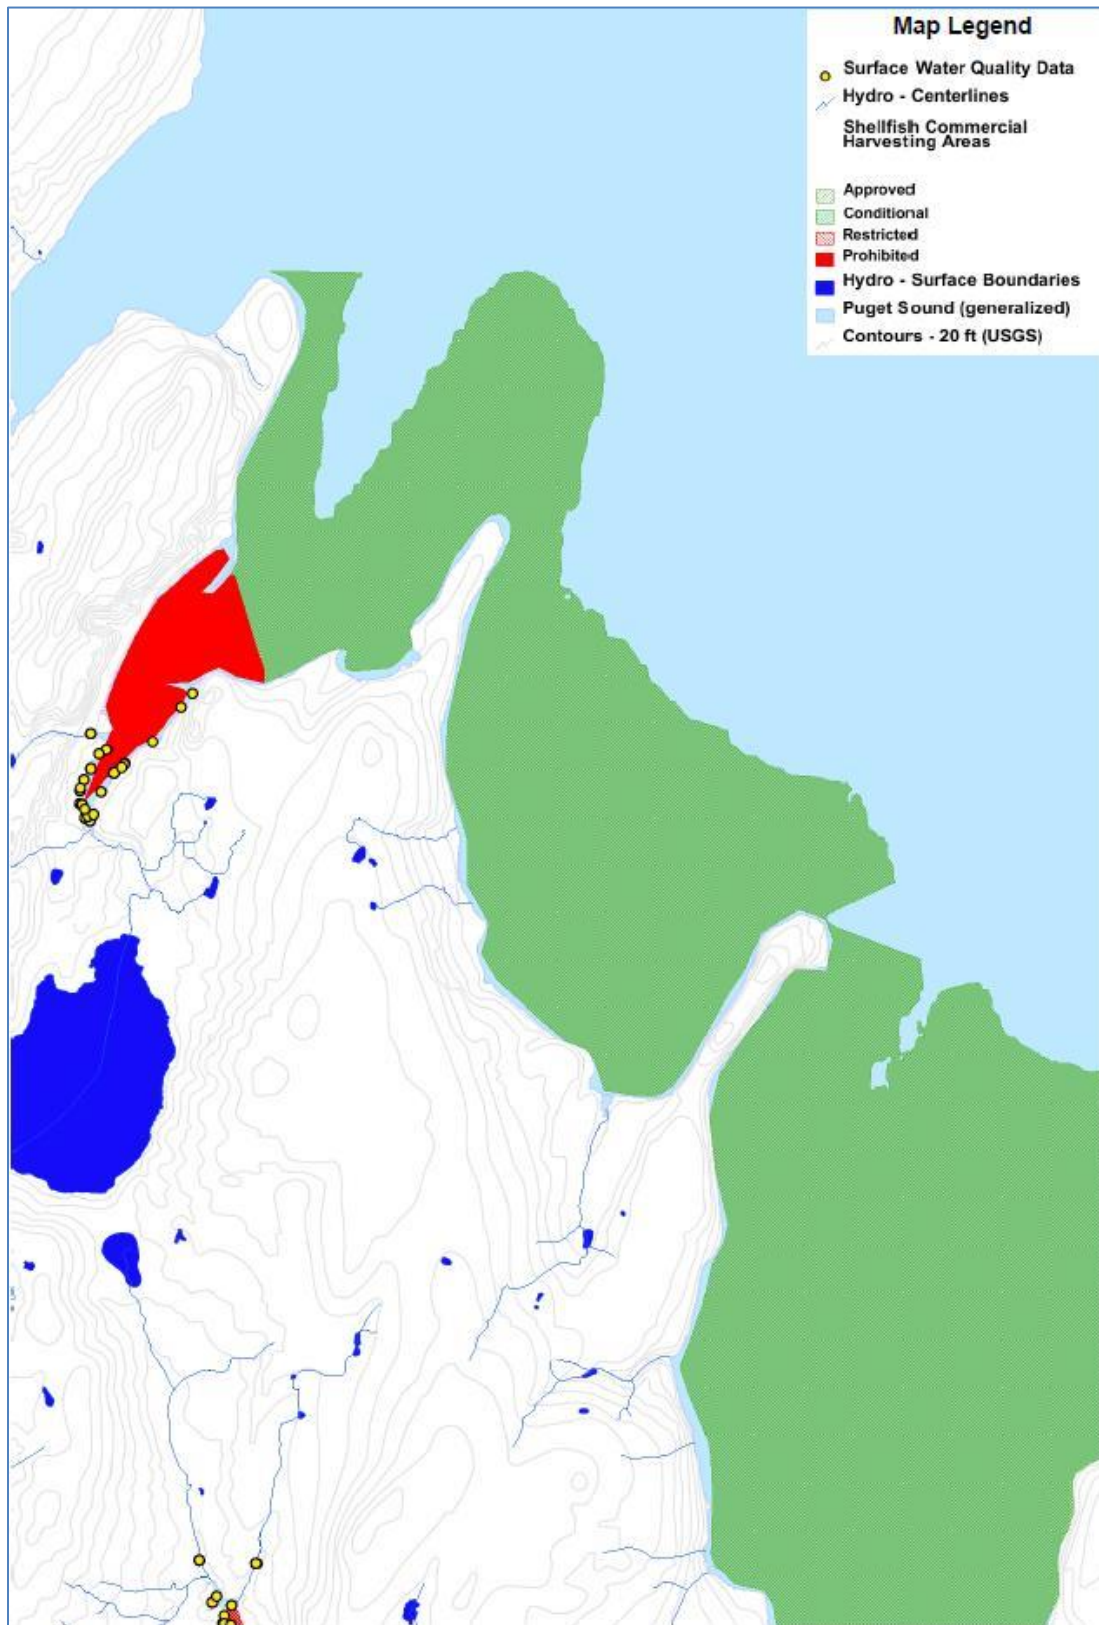 Map Legend
Surface Water Quality Data
Hydro - Centerlines
Shellfish Commercial
Harvesting Areas
Approved
Conditional
Restricted
Prohibited
Hydro - Surface Boundaries
Puget Sound (generalized)
Contours - 20 ft (USGS)